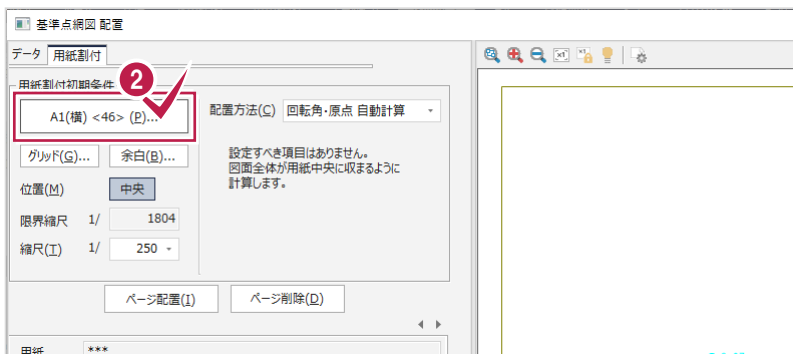 基準点網図 配置
データ 用紙割付
用紙割付初期条件
2
A1(横) <46> (P)...
配置方法(C) 回転角・原点 自動計算
グリッド(G)... 余白(B)...
設定すべき項目はありません。
図面全体が用紙中央に収まるように
計算します。
位置(M) 中央
限界縮尺 1/ 1804
縮尺(T) 1/ 250
ページ配置(I) ページ削除(D)
用紙 ***